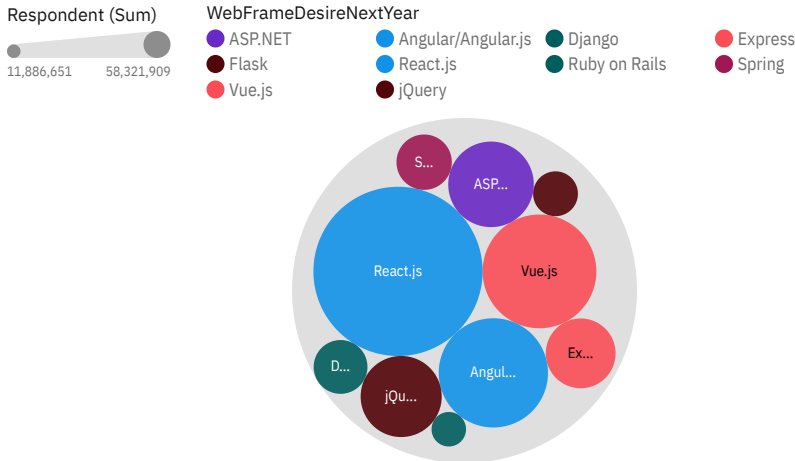 Respondent (Sum)
11,886,651 58,321,909
WebFrameDesireNextYear
ASP.NET Angular/Angular.js Django Express
Flask React.js Ruby on Rails Spring
Vue.js jQuery
S...
ASP...
React.js
Vue.js
Ex...
D...
Angul...
jQu...